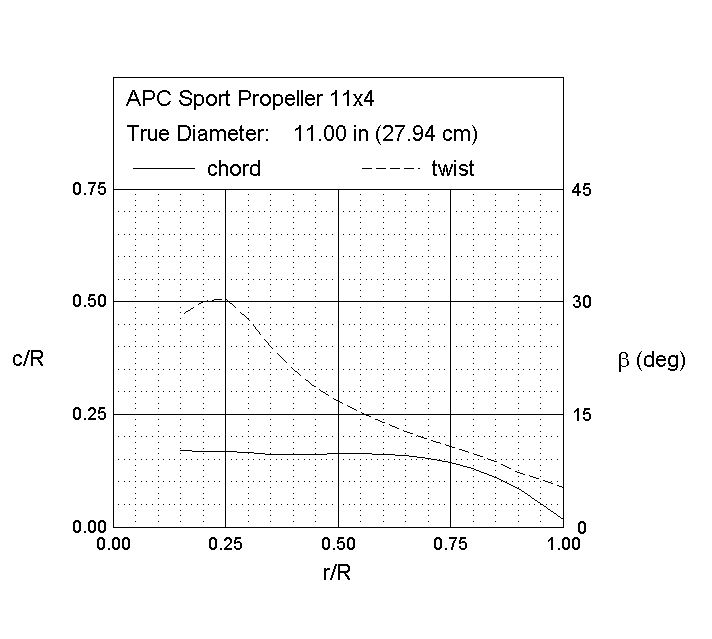 APC Sport Propeller 11x4
True Diameter: 11.00 in (27.94 cm)
chord twist
0.75 45
0.50 30
c/R β (deg)
0.25 15
0.00 0
0.00 0.25 0.50 0.75 1.00
r/R